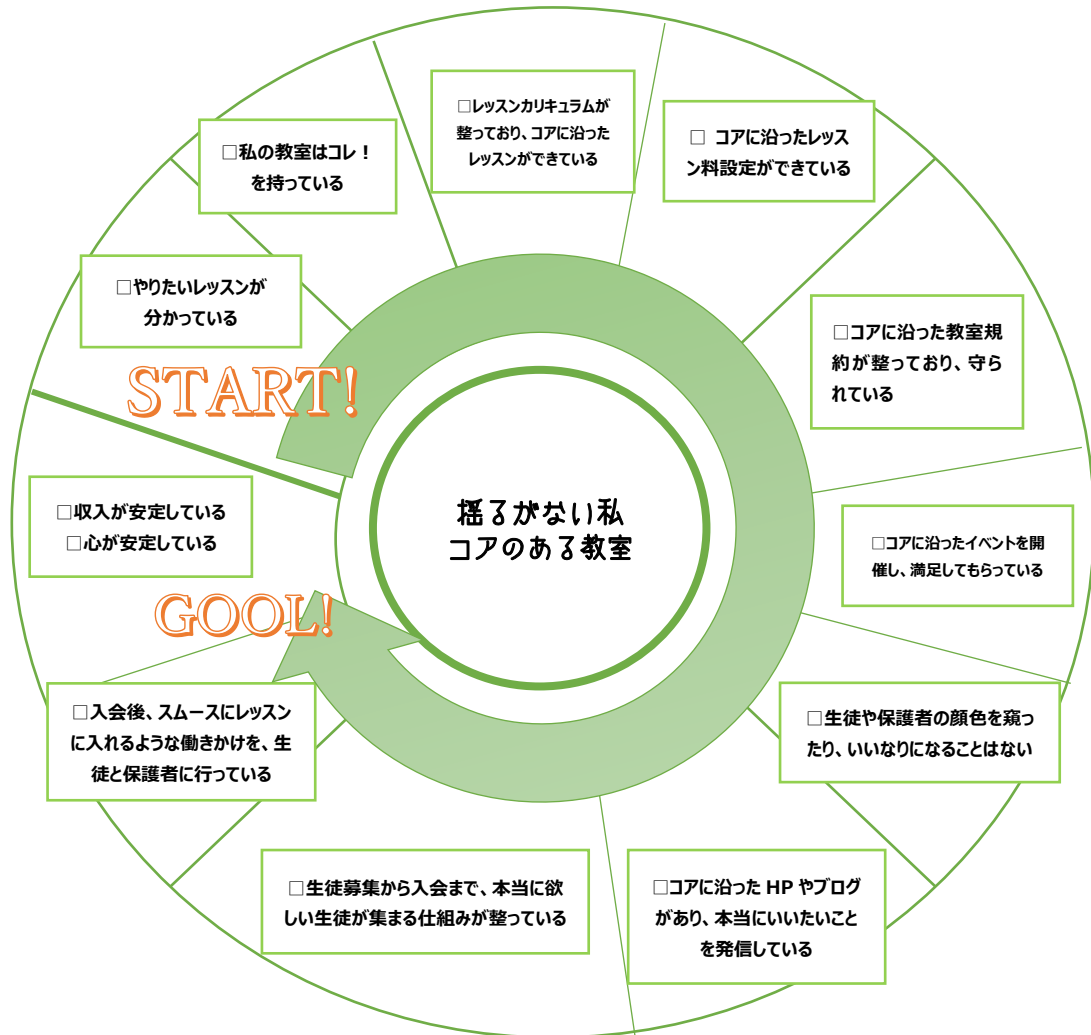 □レッスンカリキュラムが
整っており、コアに沿った
レッスンができている
□ コアに沿ったレッス
ン料設定ができている
□私の教室はコレ！
を持っている
□やりたいレッスンが
分かっている
START!
□コアに沿った教室規
約が整っており、守ら
れている
□収入が安定している
□心が安定している
揺るがない私
コアのある教室
□コアに沿ったイベントを開
催し、満足してもらっている
GOOL!
□入会後、スムースにレッスン
に入れるような働きかけを、生
徒と保護者に行っている
□生徒や保護者の顔色を窺っ
たり、いいなりになることはない
□生徒募集から入会まで、本当に欲
しい生徒が集まる仕組みが整っている
□コアに沿った HP やブログ
があり、本当にいいたいこと
を発信している